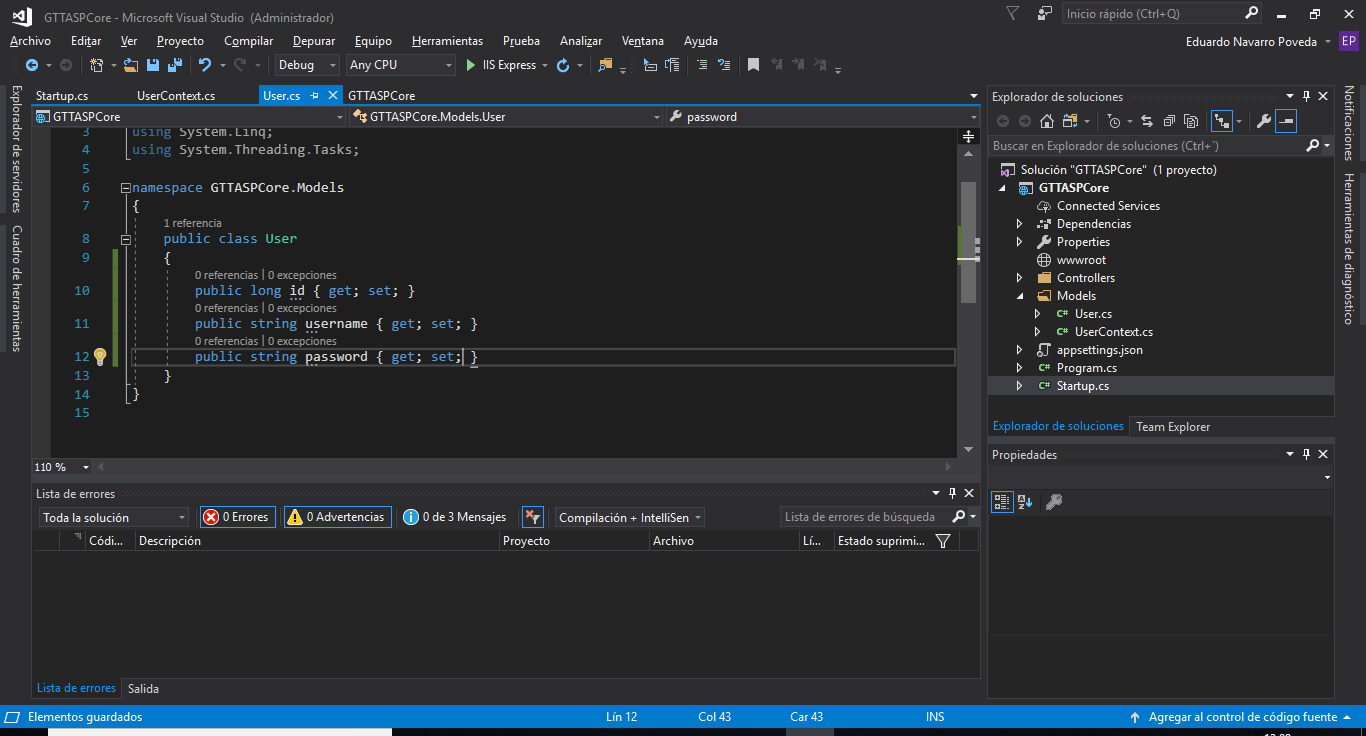 GTTASPCore - Microsoft Visual Studio (Administrador)
Inicio rápido (Ctrl+Q)
Archivo Editar Ver Proyecto Compilar Depurar Equipo Herramientas Prueba Analizar Ventana Ayuda
Eduardo Navarro Poveda EP
Debug Any CPU IIS Express
Explorador de servidores
Cuadro de herramientas
Startup.cs UserContext.cs User.cs GTTASPCore
GTTASPCore GTTASPCore.Models.User password
3 using System.Linq;
4 using System.Threading.Tasks;
5
6 namespace GTTASPCore.Models
7 {
1 referencia
8 public class User
9 {
0 referencias | 0 excepciones
10 public long id { get; set; }
0 referencias | 0 excepciones
11 public string username { get; set; }
0 referencias | 0 excepciones
12 public string password { get; set; }
13 }
14 }
15
110 %
Lista de errores
Toda la solución 0 Errores 0 Advertencias 0 de 3 Mensajes Compilación + IntelliSen Lista de errores de búsqueda
Códi... Descripción Proyecto Archivo Lí... Estado suprimi...
Lista de errores Salida
Explorador de soluciones
Buscar en Explorador de soluciones (Ctrl+¨)
Solución "GTTASPCore" (1 proyecto)
GTTASPCore
Connected Services
Dependencias
Properties
wwwroot
Controllers
Models
C# User.cs
C# UserContext.cs
appsettings.json
C# Program.cs
C# Startup.cs
Explorador de soluciones Team Explorer
Propiedades
Notificaciones
Herramientas de diagnóstico
Elementos guardados Lín 12 Col 43 Car 43 INS Agregar al control de código fuente